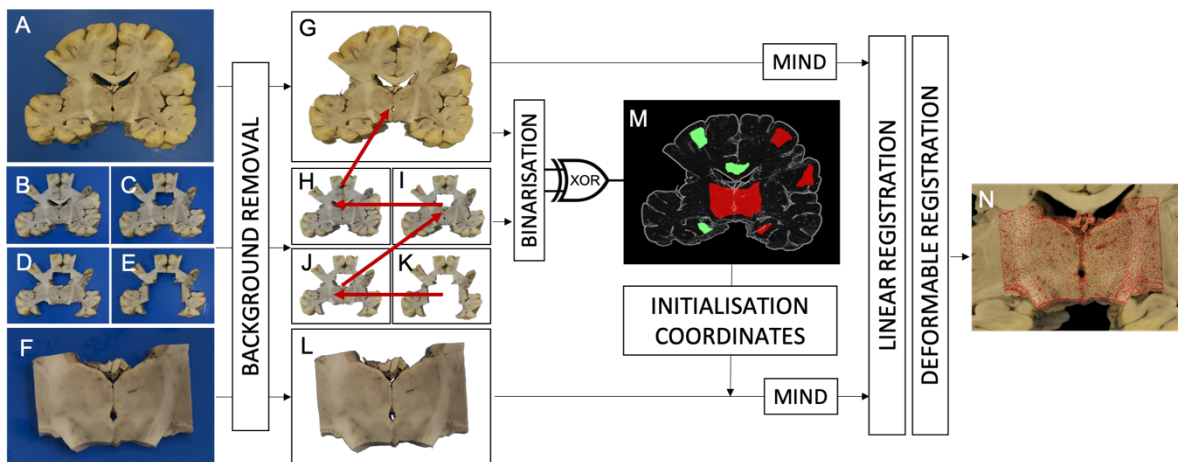 A
B
C
D
E
F
BACKGROUND REMOVAL
G
H
I
J
K
L
BINARISATION
XOR
M
INITIALISATION
COORDINATES
MIND
MIND
LINEAR REGISTRATION
DEFORMABLE REGISTRATION
N